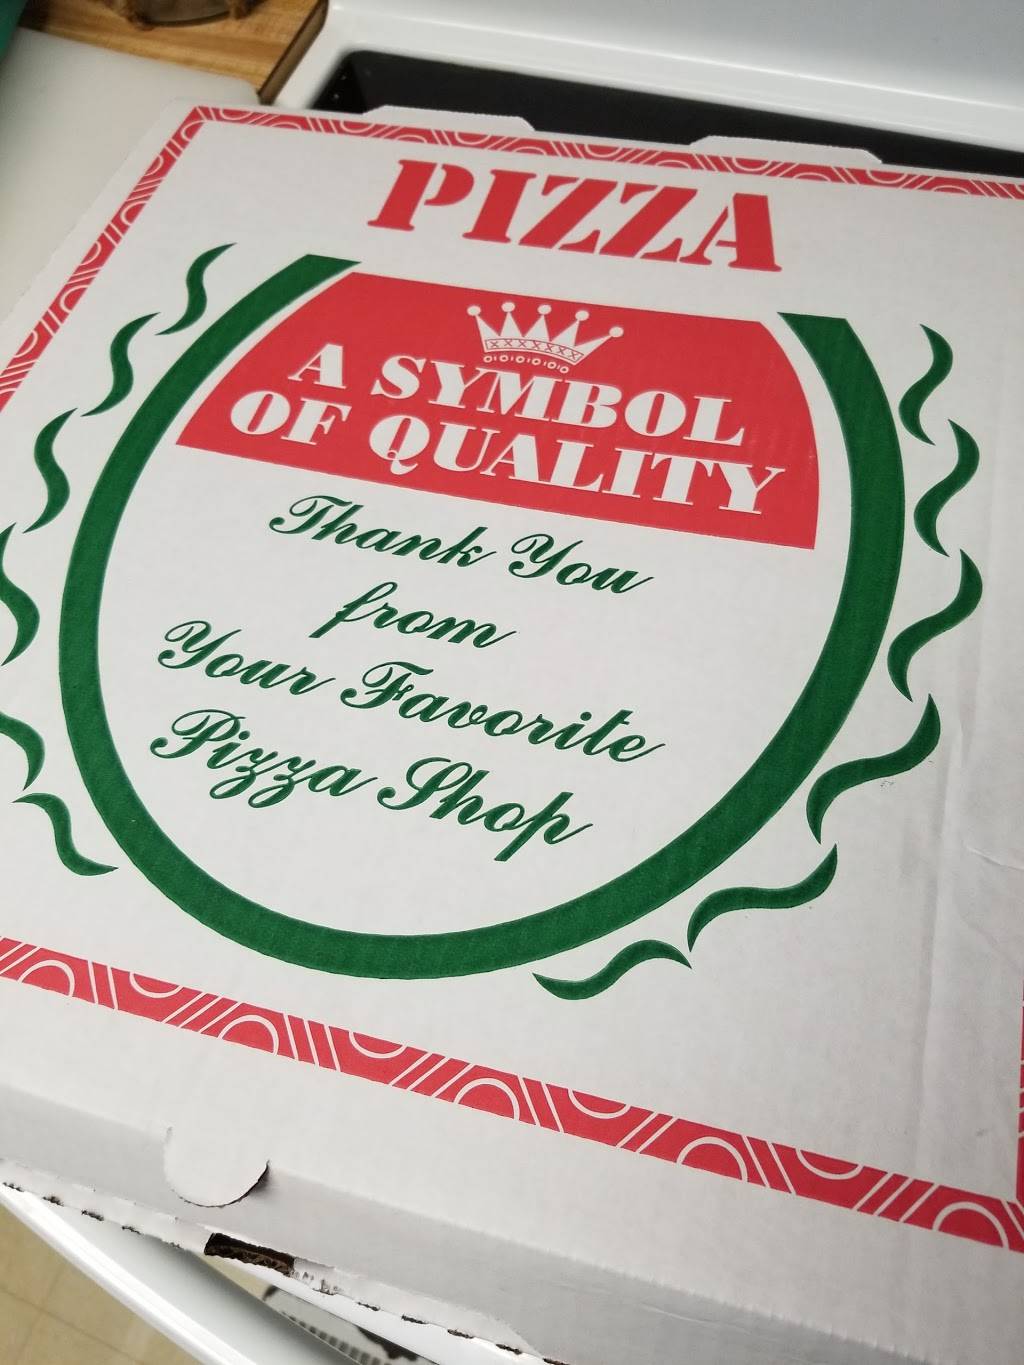 PIZZA
A SYMBOL
OF QUALITY
Thank You
from
Your Favorite
Pizza Shop